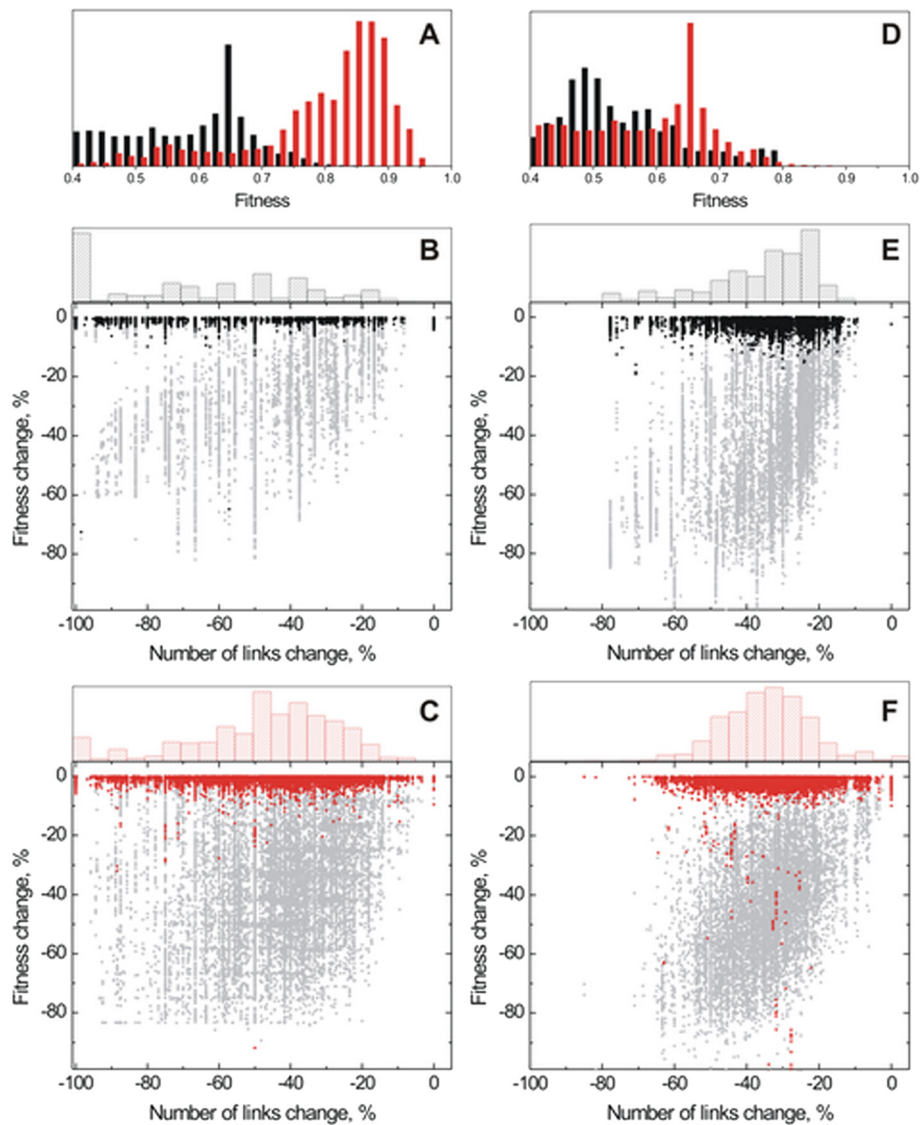 A
0.4 0.5 0.6 0.7 0.8 0.9 1.0
Fitness
D
0.4 0.5 0.6 0.7 0.8 0.9 1.0
Fitness
B
0
-20
-40
-60
-80
Fitness change, %
-100 -80 -60 -40 -20 0
Number of links change, %
E
0
-20
-40
-60
-80
Fitness change, %
-100 -80 -60 -40 -20 0
Number of links change, %
C
0
-20
-40
-60
-80
Fitness change, %
-100 -80 -60 -40 -20 0
Number of links change, %
F
0
-20
-40
-60
-80
Fitness change, %
-100 -80 -60 -40 -20 0
Number of links change, %